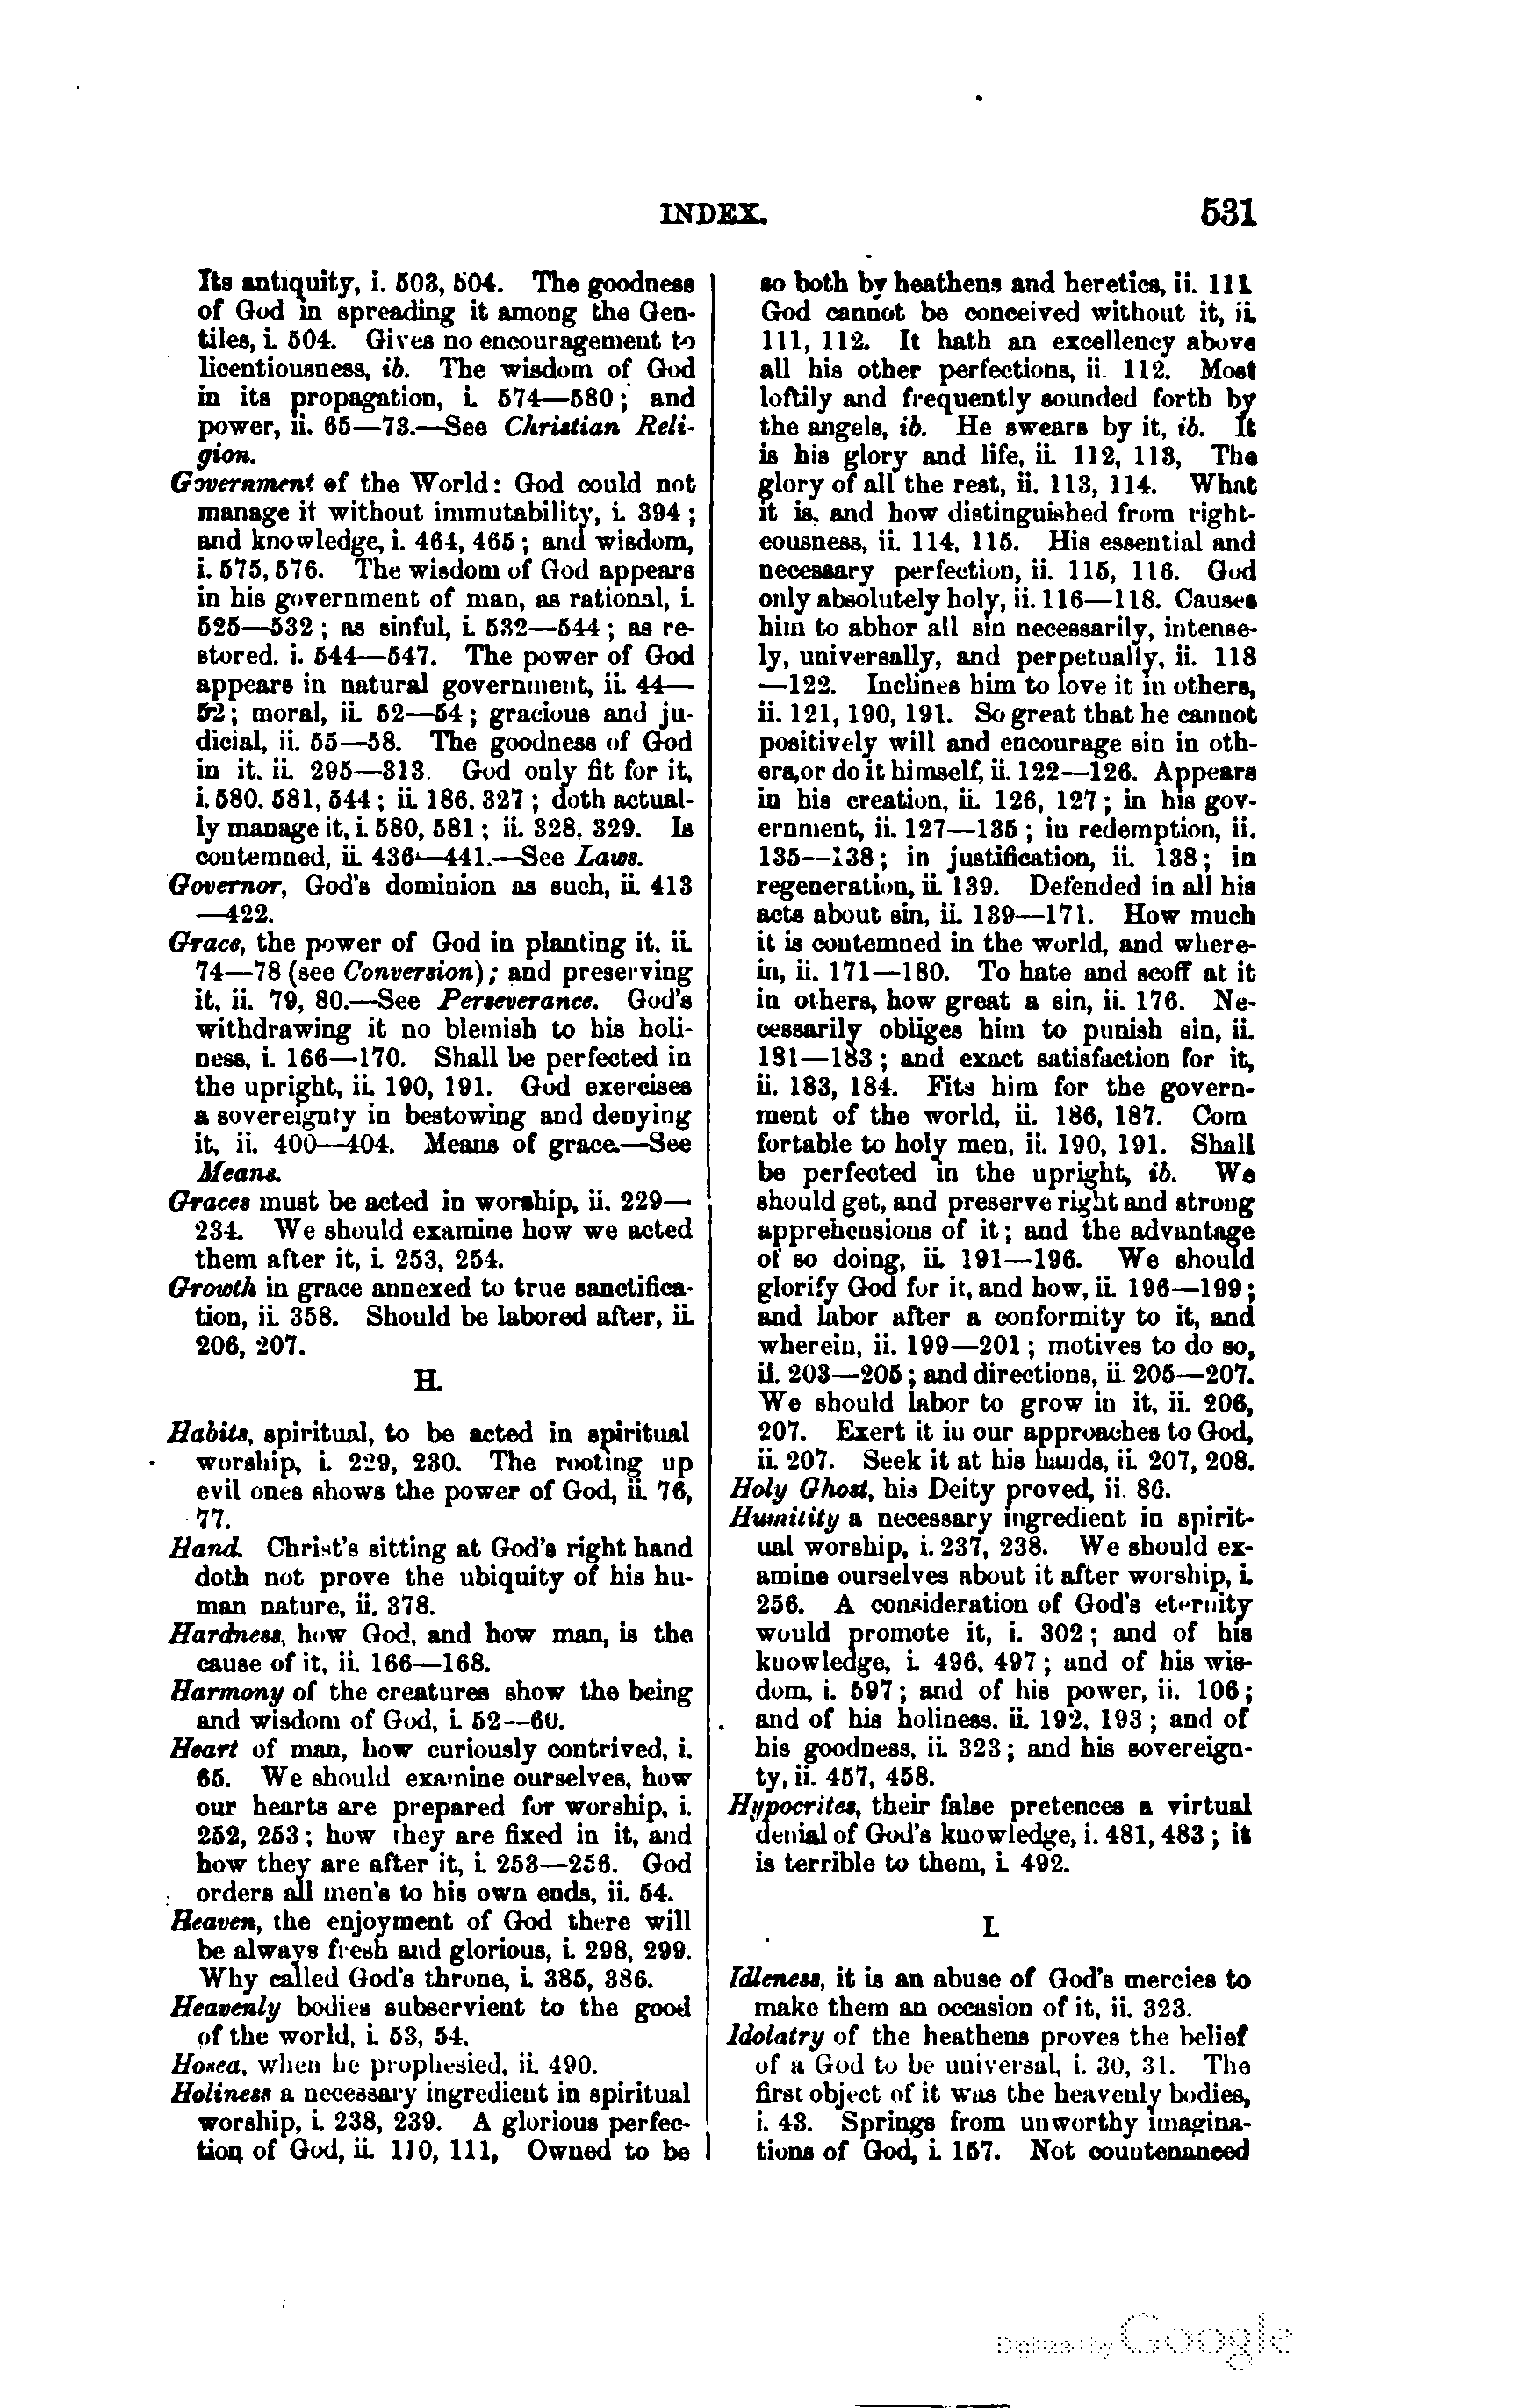 INDEX. 531
Its antiquity, i. 503, 504. The goodness
of God in spreading it among the Gen-
tiles, i. 504. Gives no encouragement to
licentiousness, ib. The wisdom of God
in its propagation, i. 574—580; and
power, ii. 65—73.—See Christian Reli-
gion.
Government of the World: God could not
manage it without immutability, i. 394;
and knowledge, i. 464, 465; and wisdom,
i. 575, 576. The wisdom of God appears
in his government of man, as rational, i.
525—532; as sinful, i. 532—544; as re-
stored. i. 544—547. The power of God
appears in natural government, ii. 44—
52; moral, ii. 52—54; gracious and ju-
dicial, ii. 55—58. The goodness of God
in it. ii. 295—313. God only fit for it,
i. 580. 581, 544; ii. 186. 327; doth actual-
ly manage it, i. 580, 581; ii. 328, 329. Is
contemned, ii. 436—441.—See Laws.
Governor, God's dominion as such, ii. 413
—422.
Grace, the power of God in planting it. ii.
74—78 (see Conversion); and preserving
it, ii. 79, 80.—See Perseverance. God's
withdrawing it no blemish to his holi-
ness, i. 166—170. Shall be perfected in
the upright, ii. 190, 191. God exercises
a sovereignty in bestowing and denying
it, ii. 400—404. Means of grace.—See
Means.
Graces must be acted in worship, ii. 229—
234. We should examine how we acted
them after it, i. 253, 254.
Growth in grace annexed to true sanctifica-
tion, ii. 358. Should be labored after, ii.
206, 207.
H.
Habits, spiritual, to be acted in spiritual
worship, i. 229, 230. The rooting up
evil ones shows the power of God, ii. 76,
77.
Hand. Christ's sitting at God's right hand
doth not prove the ubiquity of his hu-
man nature, ii. 378.
Hardness, how God, and how man, is the
cause of it, ii. 166—168.
Harmony of the creatures show the being
and wisdom of God, i. 52—60.
Heart of man, how curiously contrived, i.
65. We should examine ourselves, how
our hearts are prepared for worship, i.
252, 253; how they are fixed in it, and
how they are after it, i. 253—256. God
orders all men's to his own ends, ii. 54.
Heaven, the enjoyment of God there will
be always fresh and glorious, i. 298, 299.
Why called God's throne, i. 385, 386.
Heavenly bodies subservient to the good
of the world, i. 53, 54.
Hosea, when he prophesied, ii. 490.
Holiness a necessary ingredient in spiritual
worship, i. 238, 239. A glorious perfec-
tion of God, ii. 110, 111, Owned to be
so both by heathens and heretics, ii. 111.
God cannot be conceived without it, ii.
111, 112. It hath an excellency above
all his other perfections, ii. 112. Most
loftily and frequently sounded forth by
the angels, ib. He swears by it, ib. It
is his glory and life, ii. 112, 113, The
glory of all the rest, ii. 113, 114. What
it is, and how distinguished from right-
eousness, ii. 114, 115. His essential and
necessary perfection, ii. 115, 116. God
only absolutely holy, ii. 116—118. Causes
him to abhor all sin necessarily, intense-
ly, universally, and perpetually, ii. 118
—122. Inclines him to love it in others,
ii. 121, 190, 191. So great that he cannot
positively will and encourage sin in oth-
ers, or do it himself, ii. 122—126. Appears
in his creation, ii. 126, 127; in his gov-
ernment, ii. 127—135; in redemption, ii.
135—138; in justification, ii. 138; in
regeneration, ii. 139. Defended in all his
acts about sin, ii. 139—171. How much
it is contemned in the world, and where-
in, ii. 171—180. To hate and scoff at it
in others, how great a sin, ii. 176. Ne-
cessarily obliges him to punish sin, ii.
181—183; and exact satisfaction for it,
ii. 183, 184. Fits him for the govern-
ment of the world, ii. 186, 187. Com
fortable to holy men, ii. 190, 191. Shall
be perfected in the upright, ib. We
should get, and preserve right and strong
apprehensions of it; and the advantage
of so doing, ii. 191—196. We should
glorify God for it, and how, ii. 196—199;
and labor after a conformity to it, and
wherein, ii. 199—201; motives to do so,
ii. 203—205; and directions, ii. 205—207.
We should labor to grow in it, ii. 206,
207. Exert it in our approaches to God,
ii. 207. Seek it at his hands, ii. 207, 208.
Holy Ghost, his Deity proved, ii. 86.
Humility a necessary ingredient in spirit-
ual worship, i. 237, 238. We should ex-
amine ourselves about it after worship, i.
256. A consideration of God's eternity
would promote it, i. 302; and of his
knowledge, i. 496, 497; and of his wis-
dom, i. 597; and of his power, ii. 106;
and of his holiness. ii. 192, 193; and of
his goodness, ii. 323; and his sovereign-
ty, ii. 457, 458.
Hypocrites, their false pretences a virtual
denial of God's knowledge, i. 481, 483; it
is terrible to them, i. 492.
I.
Idleness, it is an abuse of God's mercies to
make them an occasion of it, ii. 323.
Idolatry of the heathens proves the belief
of a God to be universal, i. 30, 31. The
first object of it was the heavenly bodies,
i. 43. Springs from unworthy imagina-
tions of God, i. 157. Not countenanced
Digitized by Google